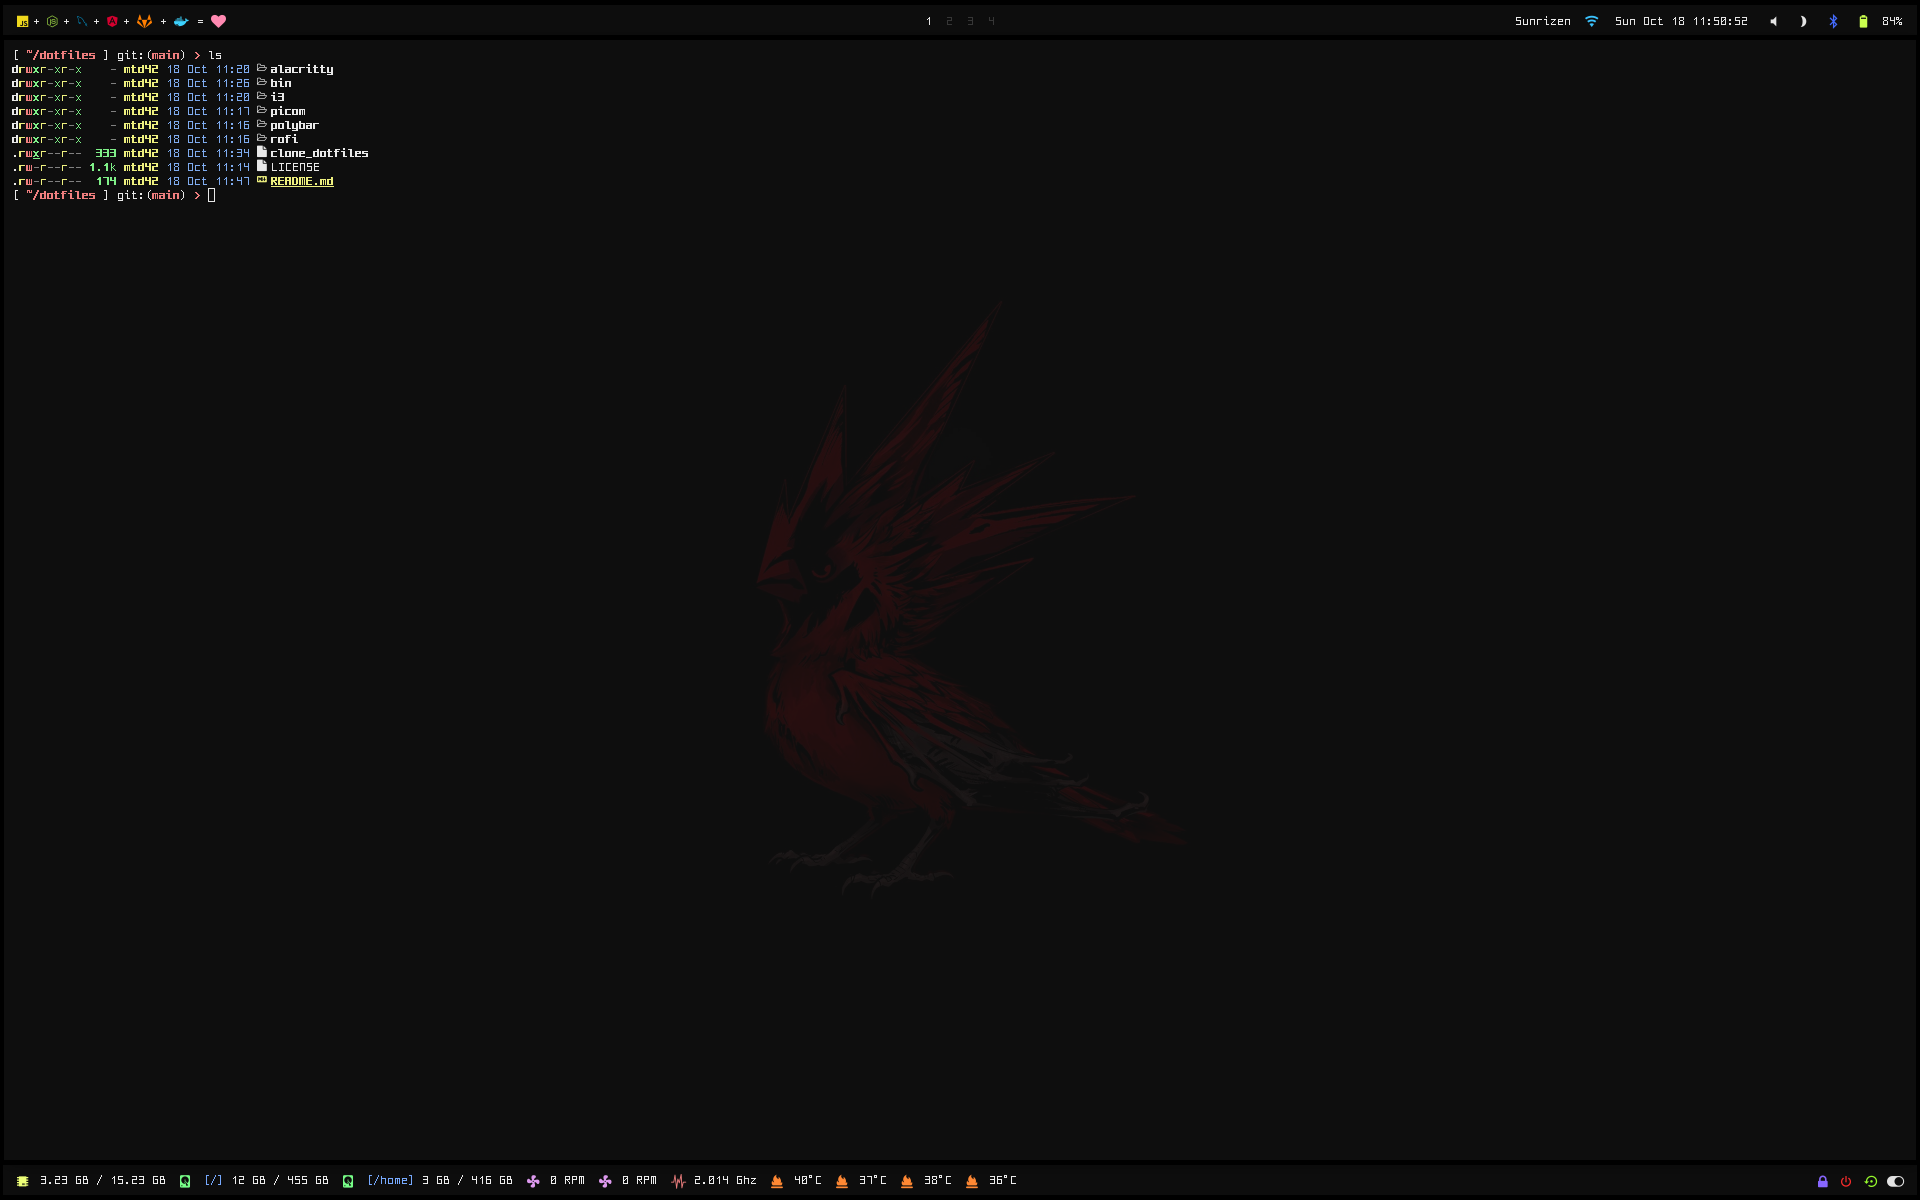 JS + JS + + + + = 1 2 3 4 Sunrizen Sun Oct 18 11:50:52 84%
[ ~/dotfiles ] git:(main) > ls
drwxr-xr-x - mtd42 18 Oct 11:20 alacritty
drwxr-xr-x - mtd42 18 Oct 11:26 bin
drwxr-xr-x - mtd42 18 Oct 11:20 i3
drwxr-xr-x - mtd42 18 Oct 11:17 picom
drwxr-xr-x - mtd42 18 Oct 11:16 polybar
drwxr-xr-x - mtd42 18 Oct 11:16 rofi
.rwxr--r-- 333 mtd42 18 Oct 11:34 clone_dotfiles
.rw-r--r-- 1.1k mtd42 18 Oct 11:14 LICENSE
.rw-r--r-- 174 mtd42 18 Oct 11:47 README.md
[ ~/dotfiles ] git:(main) >
3.23 GB / 15.23 GB [/] 12 GB / 455 GB [/home] 3 GB / 416 GB 0 RPM 0 RPM 2.014 Ghz 40°C 37°C 38°C 36°C